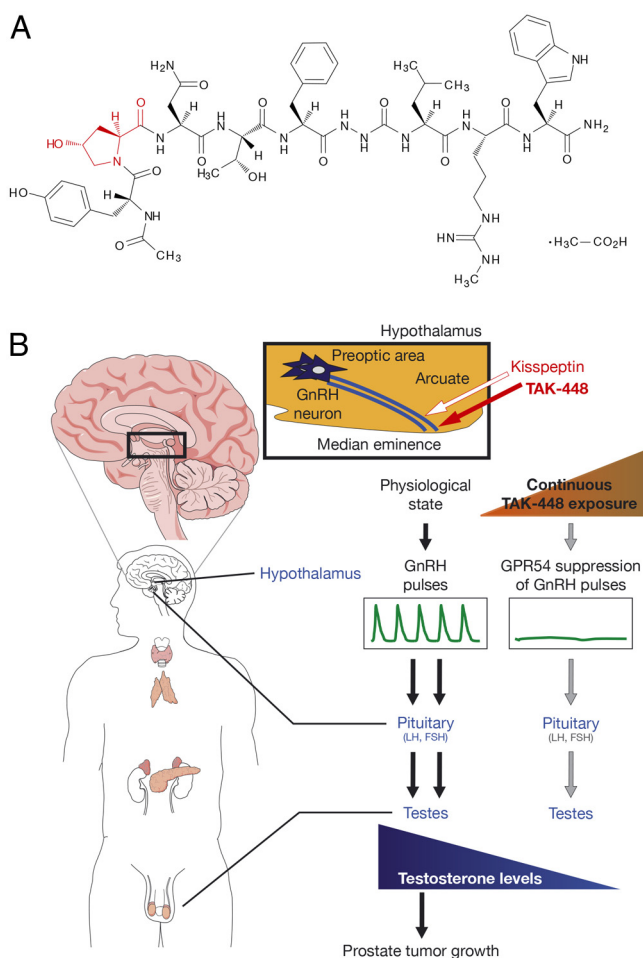 A
H₂N
O
O
H
O
H
N
H
O
H₃C
OH
N
H
H
O
H
N
N
H
O
H₃C
CH₃
H
N
H
O
H
N
O
H
NH
NH₂
O
HO
H
O
N
O
HO
H
NH
O
CH₃
NH
HN
NH
H₃C
·H₃C—CO₂H
B
Hypothalamus
Preoptic area
Arcuate
GnRH
neuron
Median eminence
Kisspeptin
TAK-448
Physiological
state
Continuous
TAK-448 exposure
Hypothalamus
GnRH
pulses
GPR54 suppression
of GnRH pulses
Pituitary
(LH, FSH)
Pituitary
(LH, FSH)
Testes
Testes
Testosterone levels
Prostate tumor growth